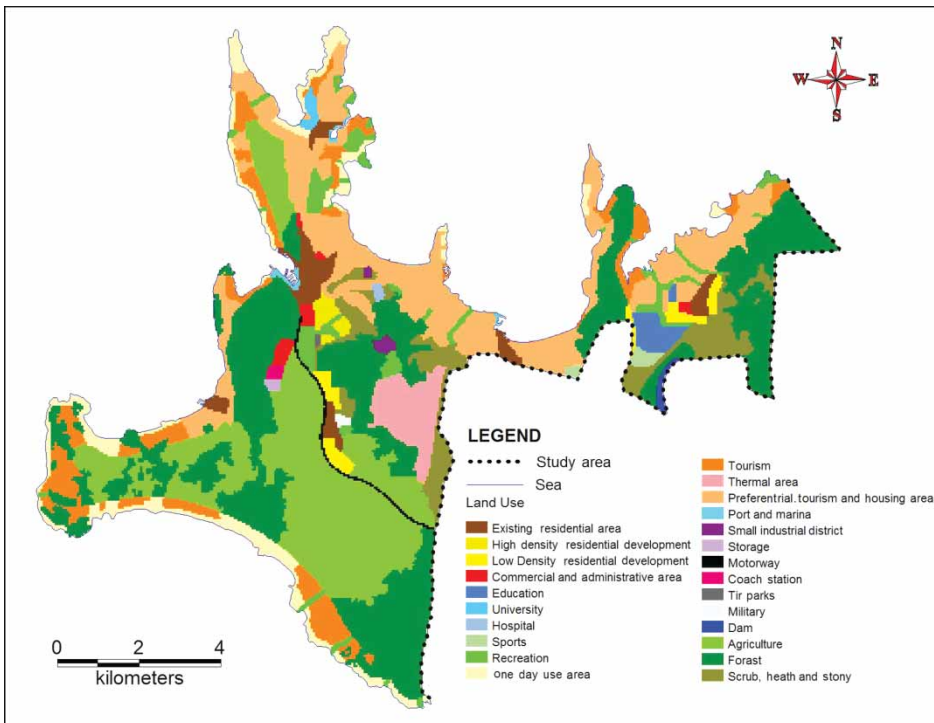 N
W E
S
LEGEND
Study area
Sea
Land Use
Existing residential area
High density residential development
Low Density residential development
Commercial and administrative area
Education
University
Hospital
Sports
Recreation
one day use area
Tourism
Thermal area
Preferentrial.tourism and housing area
Port and marina
Small industrial district
Storage
Motorway
Coach station
Tir parks
Military
Dam
Agriculture
Forast
Scrub, heath and stony
0 2 4
kilometers